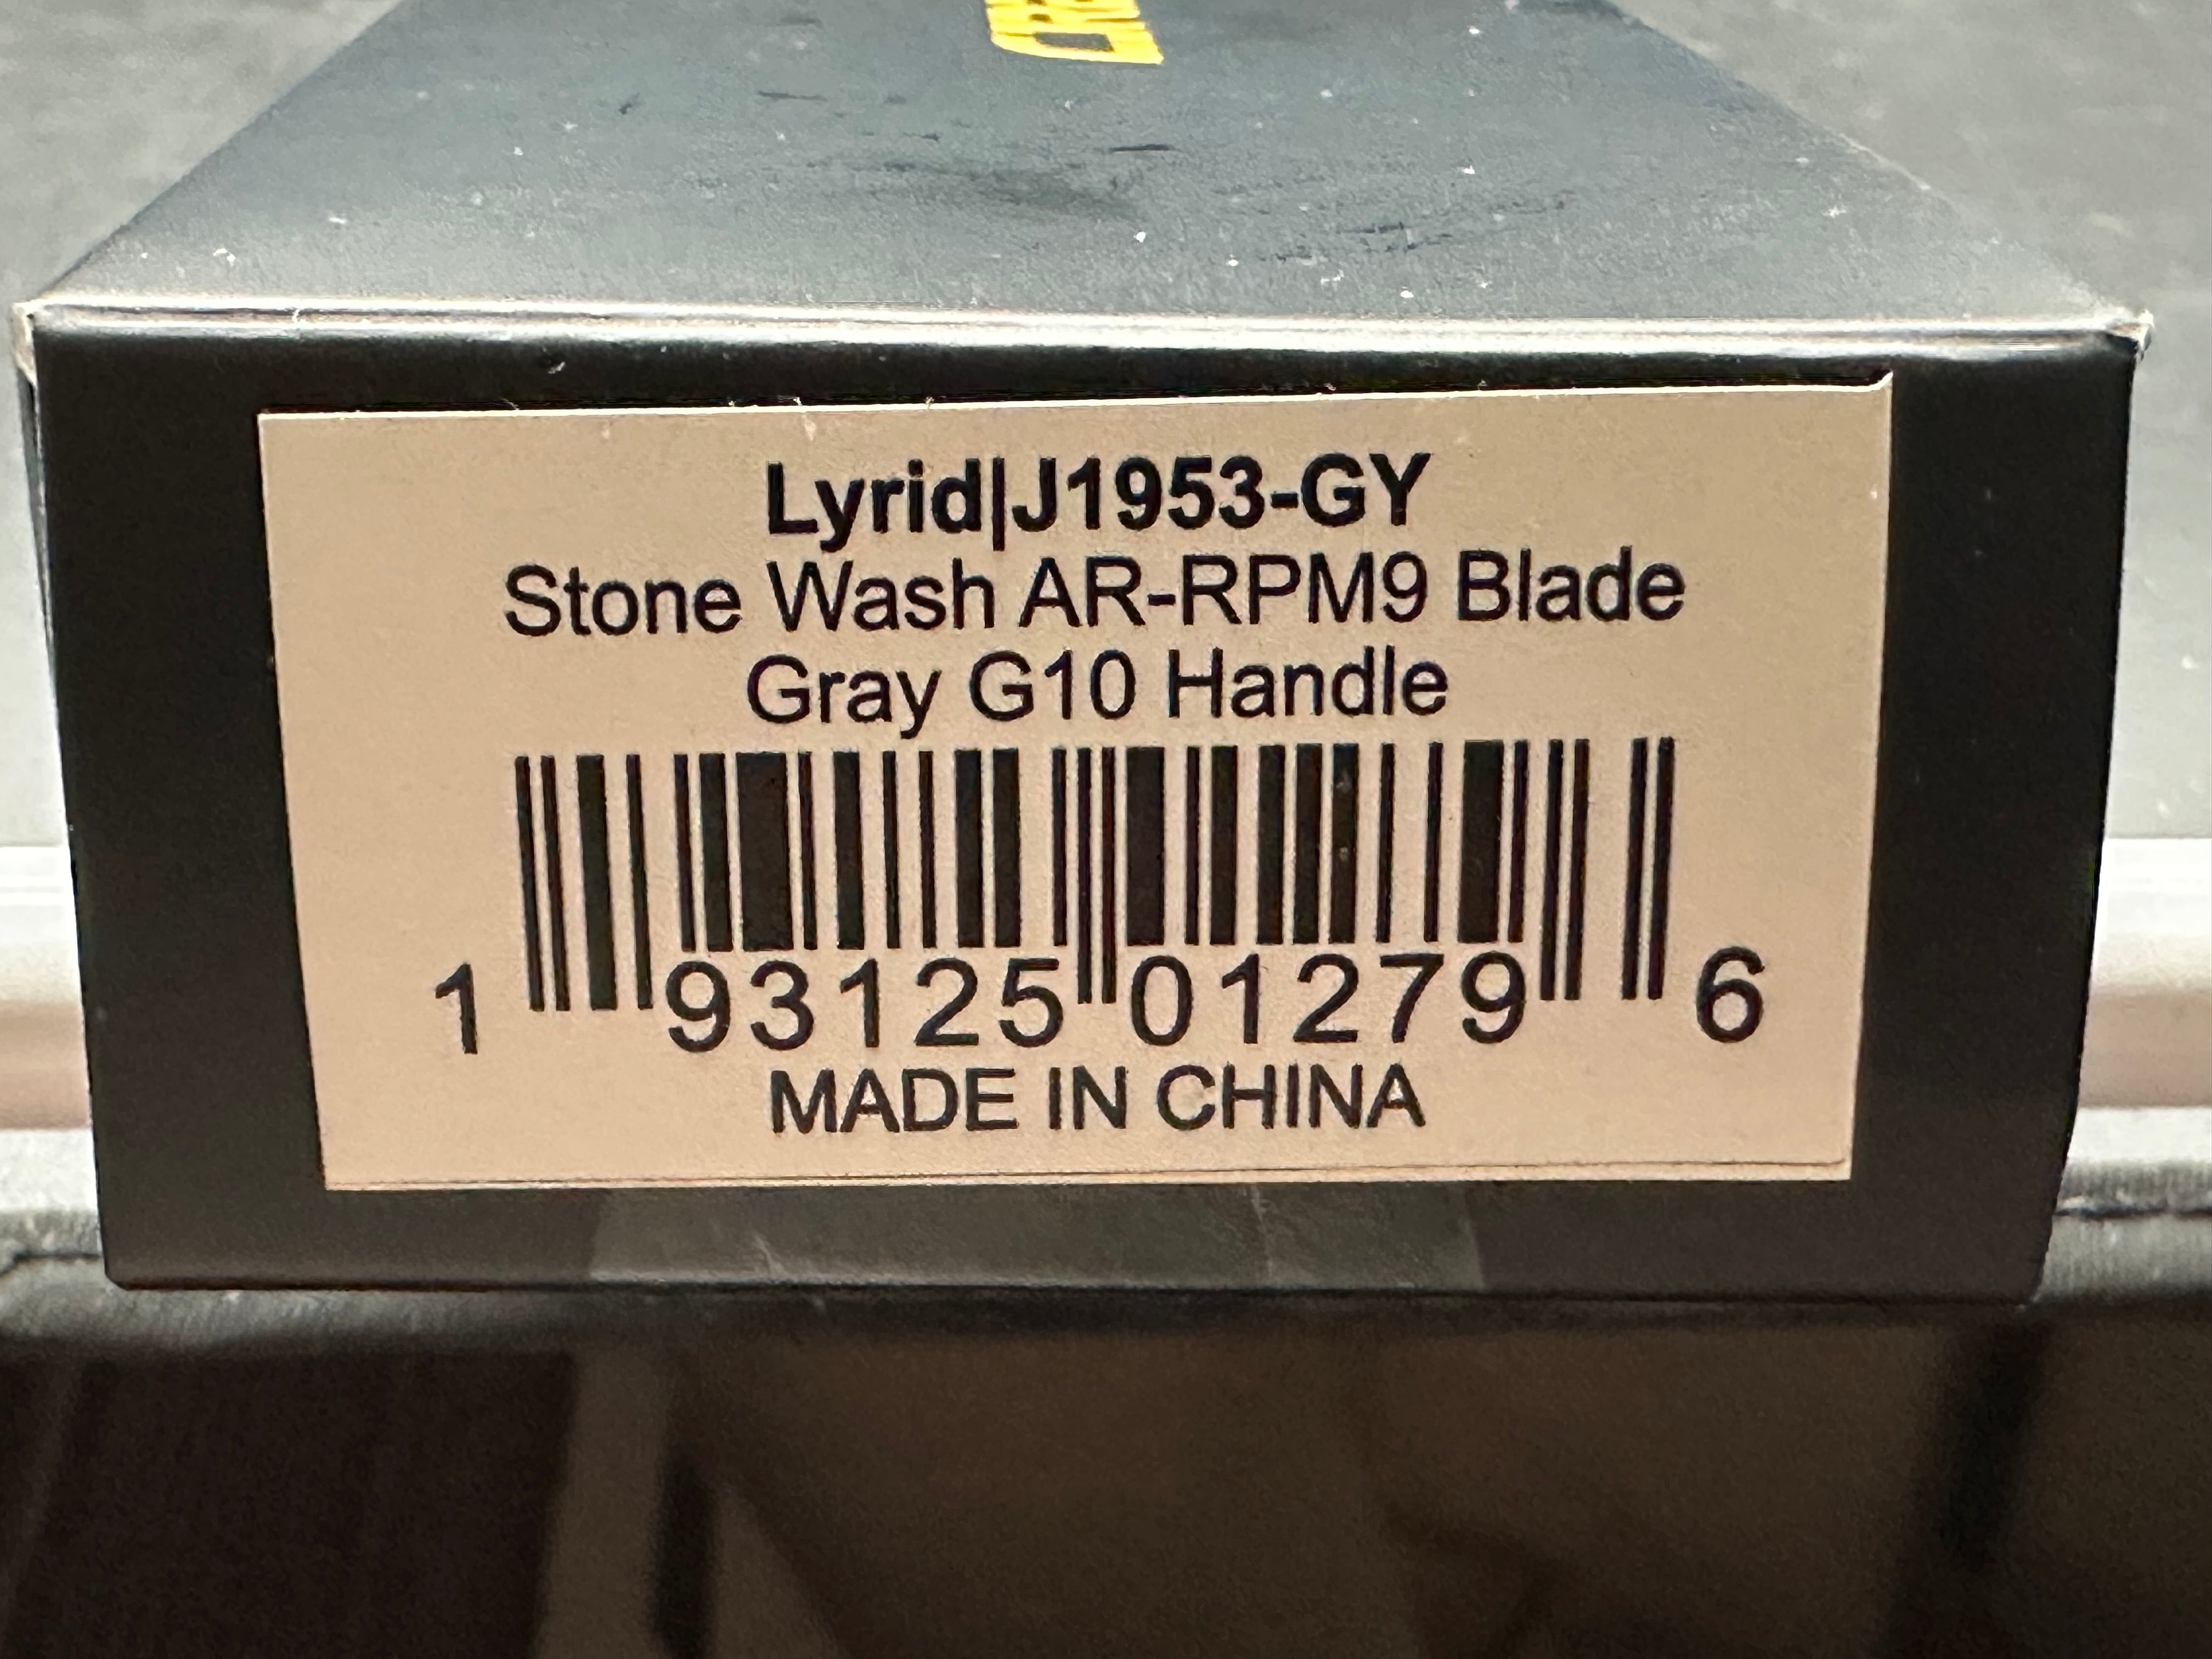 Lyrid|J1953-GY
Stone Wash AR-RPM9 Blade
Gray G10 Handle
1 93125 01279 6
MADE IN CHINA